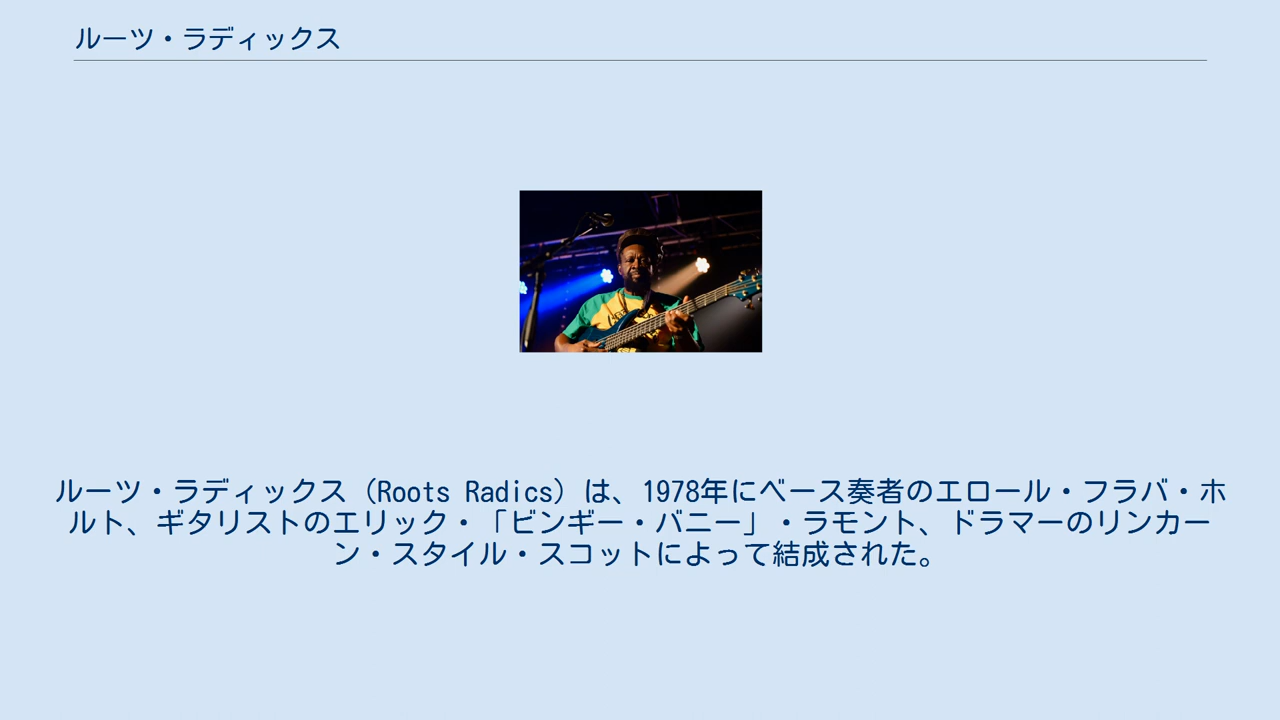 ルーツ・ラディックス
ルーツ・ラディックス（Roots Radics）は、1978年にベース奏者のエロール・フラバ・ホ
ルト、ギタリストのエリック・「ビンギー・バニー」・ラモント、ドラマーのリンカー
ン・スタイル・スコットによって結成された。